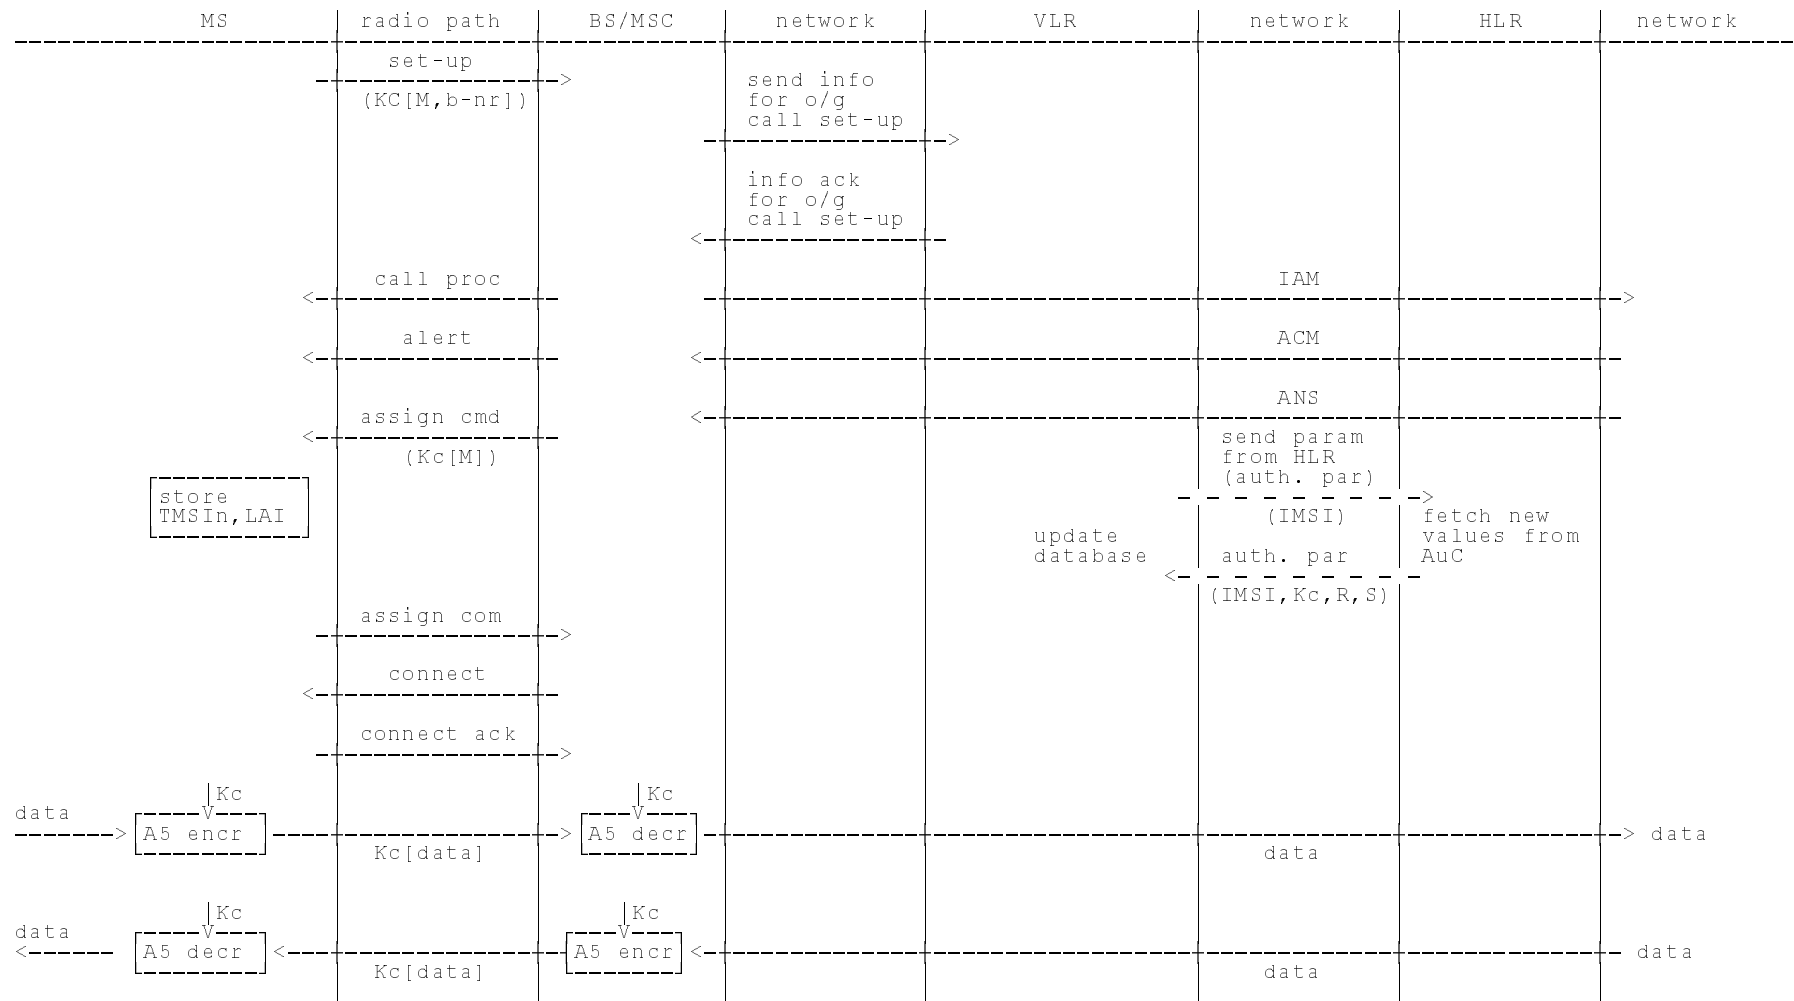 MS radio path BS/MSC network VLR network HLR network
set-up
(KC[M,b-nr])
send info
for o/g
call set-up
info ack
for o/g
call set-up
call proc IAM
alert ACM
ANS
assign cmd
(Kc[M])
send param
from HLR
(auth. par)
store
TMSIn,LAI
(IMSI)
fetch new
values from
AuC
update
database
auth. par
(IMSI,Kc,R,S)
assign com
connect
connect ack
Kc Kc
data
A5 encr A5 decr data
Kc[data] data
Kc Kc
data
A5 decr A5 encr data
Kc[data] data